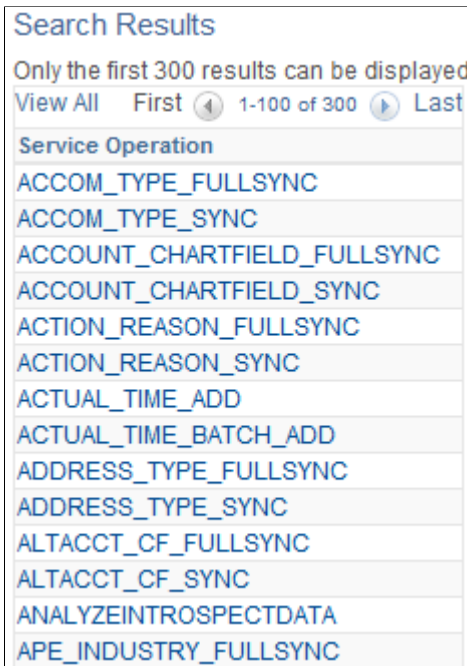 Search Results
Only the first 300 results can be displayed
View All First 1-100 of 300 Last
Service Operation
ACCOM_TYPE_FULLSYNC
ACCOM_TYPE_SYNC
ACCOUNT_CHARTFIELD_FULLSYNC
ACCOUNT_CHARTFIELD_SYNC
ACTION_REASON_FULLSYNC
ACTION_REASON_SYNC
ACTUAL_TIME_ADD
ACTUAL_TIME_BATCH_ADD
ADDRESS_TYPE_FULLSYNC
ADDRESS_TYPE_SYNC
ALTACCT_CF_FULLSYNC
ALTACCT_CF_SYNC
ANALYZEINTROSPECTDATA
APE_INDUSTRY_FULLSYNC